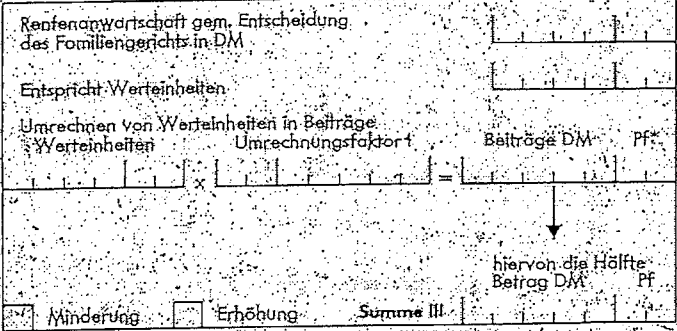 Rentenanwartschaft gem. Entscheidung
des Familiengerichts in DM
Entspricht Werteinheiten
Umrechnen von Werteinheiten in Beiträge
Werteinheiten Umrechnungsfaktor Beiträge DM Pf*
x =
hiervon die Hälfte
Betrag DM Pf
Minderung Erhöhung Summe III